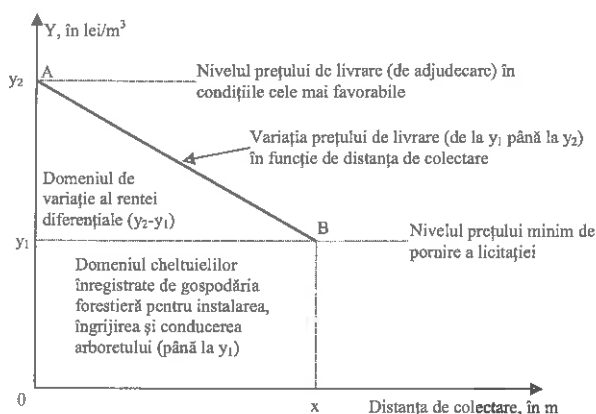 Y, în lei/m³
A
y₂
Nivelul prețului de livrare (de adjudecare) în
condițiile cele mai favorabile
Variația prețului de livrare (de la y₁ până la y₂)
în funcție de distanța de colectare
Domeniul de
variație al rentei
diferențiale (y₂-y₁)
B
y₁
Nivelul prețului minim de
pornire a licitației
Domeniul cheltuielilor
înregistrate de gospodăria
forestieră pentru instalarea,
îngrijirea și conducerea
arboretului (până la y₁)
0
x
Distanța de colectare, în m